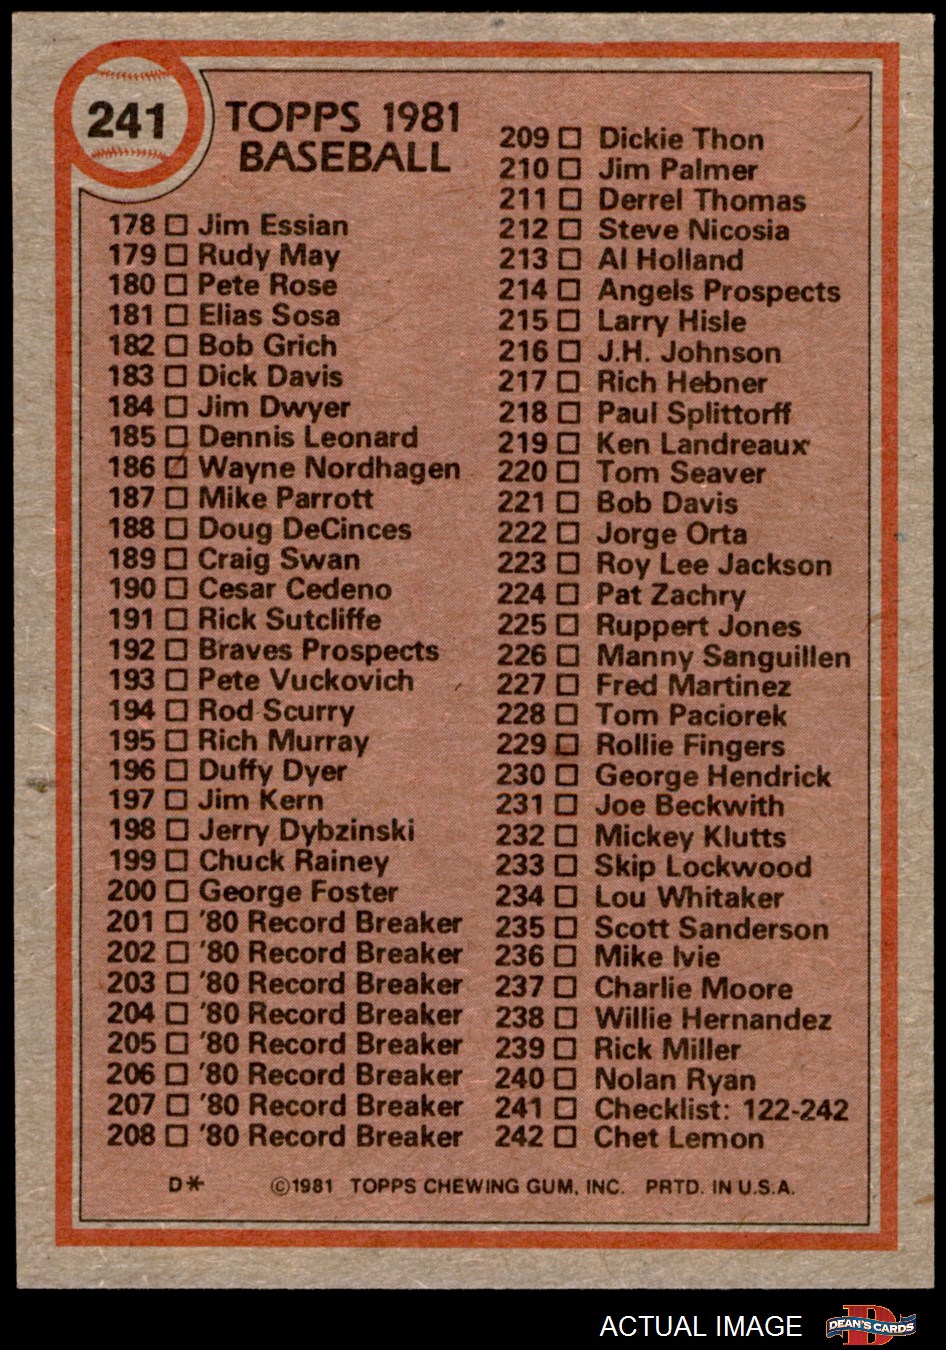 241
TOPPS 1981
BASEBALL
178 □ Jim Essian
179 □ Rudy May
180 □ Pete Rose
181 □ Elias Sosa
182 □ Bob Grich
183 □ Dick Davis
184 □ Jim Dwyer
185 □ Dennis Leonard
186 □ Wayne Nordhagen
187 □ Mike Parrott
188 □ Doug DeCinces
189 □ Craig Swan
190 □ Cesar Cedeno
191 □ Rick Sutcliffe
192 □ Braves Prospects
193 □ Pete Vuckovich
194 □ Rod Scurry
195 □ Rich Murray
196 □ Duffy Dyer
197 □ Jim Kern
198 □ Jerry Dybzinski
199 □ Chuck Rainey
200 □ George Foster
201 □ '80 Record Breaker
202 □ '80 Record Breaker
203 □ '80 Record Breaker
204 □ '80 Record Breaker
205 □ '80 Record Breaker
206 □ '80 Record Breaker
207 □ '80 Record Breaker
208 □ '80 Record Breaker
209 □ Dickie Thon
210 □ Jim Palmer
211 □ Derrel Thomas
212 □ Steve Nicosia
213 □ Al Holland
214 □ Angels Prospects
215 □ Larry Hisle
216 □ J.H. Johnson
217 □ Rich Hebner
218 □ Paul Splittorff
219 □ Ken Landreaux
220 □ Tom Seaver
221 □ Bob Davis
222 □ Jorge Orta
223 □ Roy Lee Jackson
224 □ Pat Zachry
225 □ Ruppert Jones
226 □ Manny Sanguillen
227 □ Fred Martinez
228 □ Tom Paciorek
229 □ Rollie Fingers
230 □ George Hendrick
231 □ Joe Beckwith
232 □ Mickey Klutts
233 □ Skip Lockwood
234 □ Lou Whitaker
235 □ Scott Sanderson
236 □ Mike Ivie
237 □ Charlie Moore
238 □ Willie Hernandez
239 □ Rick Miller
240 □ Nolan Ryan
241 □ Checklist: 122-242
242 □ Chet Lemon
D* ©1981 TOPPS CHEWING GUM, INC. PRTD. IN U.S.A.
ACTUAL IMAGE
DEAN'S CARDS